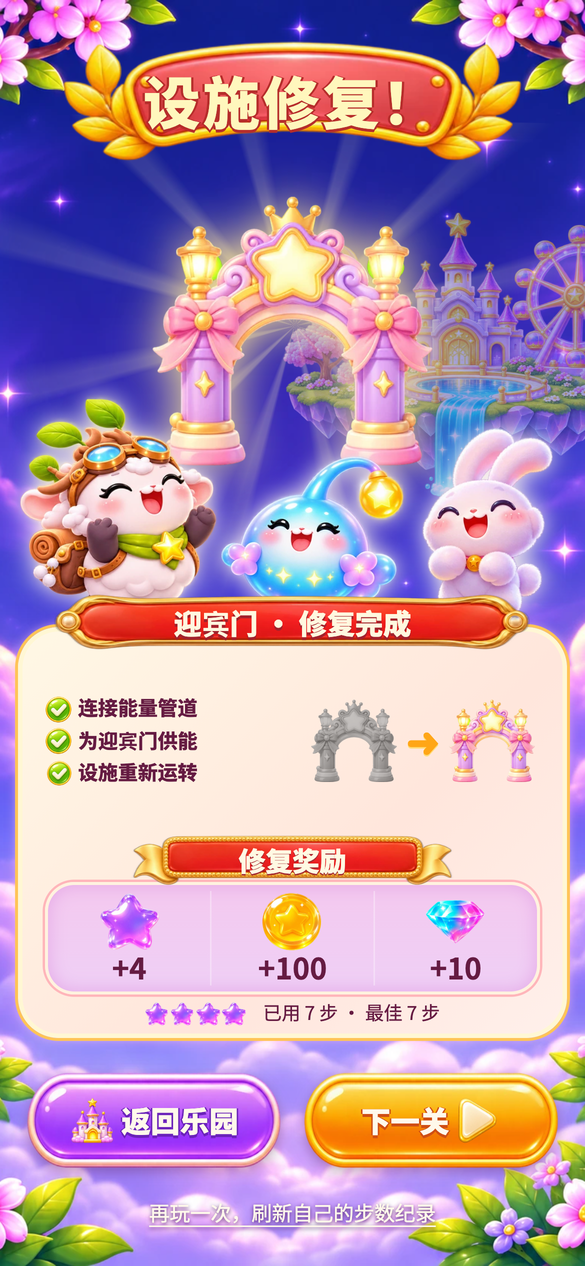 设施修复！
迎宾门 · 修复完成
连接能量管道
为迎宾门供能
设施重新运转
修复奖励
+4
+100
+10
已用 7 步 · 最佳 7 步
返回乐园
下一关
再玩一次，刷新自己的步数纪录